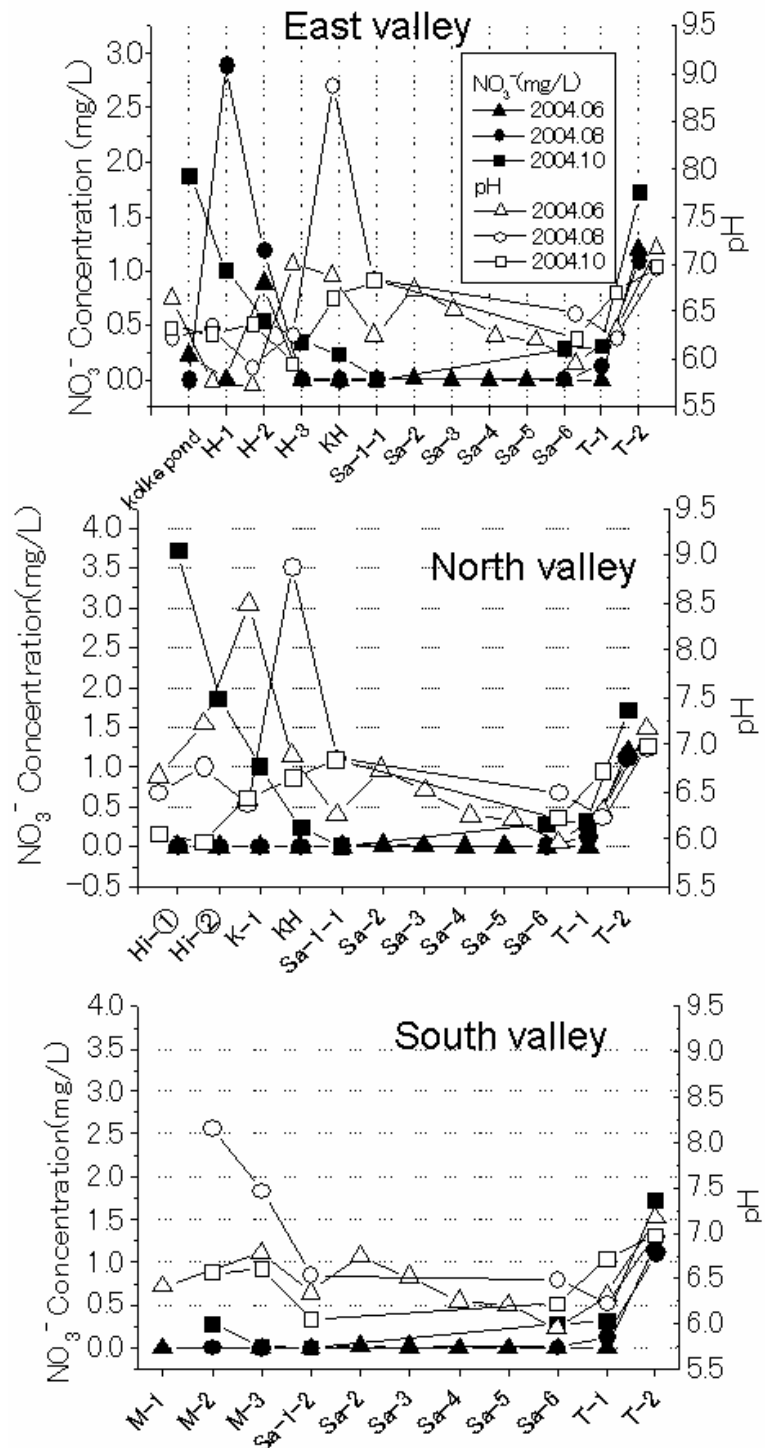 East valley
NO₃⁻ Concentration (mg/L)
3.0
2.5
2.0
1.5
1.0
0.5
0.0
NO₃⁻(mg/L)
2004.06
2004.08
2004.10
pH
2004.06
2004.08
2004.10
9.5
9.0
8.5
8.0
7.5
7.0
6.5
6.0
5.5
pH
kolke pond
H-1
H-2
H-3
KH
Sa-1-1
Sa-2
Sa-3
Sa-4
Sa-5
Sa-6
T-1
T-2
North valley
NO₃⁻ Concentration(mg/L)
4.0
3.5
3.0
2.5
2.0
1.5
1.0
0.5
0.0
-0.5
9.5
9.0
8.5
8.0
7.5
7.0
6.5
6.0
5.5
pH
Hi-①
Hi-②
K-1
KH
Sa-1-1
Sa-2
Sa-3
Sa-4
Sa-5
Sa-6
T-1
T-2
South valley
NO₃⁻ Concentration(mg/L)
4.0
3.5
3.0
2.5
2.0
1.5
1.0
0.5
0.0
9.5
9.0
8.5
8.0
7.5
7.0
6.5
6.0
5.5
pH
M-1
M-2
M-3
Sa-1-2
Sa-2
Sa-3
Sa-4
Sa-5
Sa-6
T-1
T-2